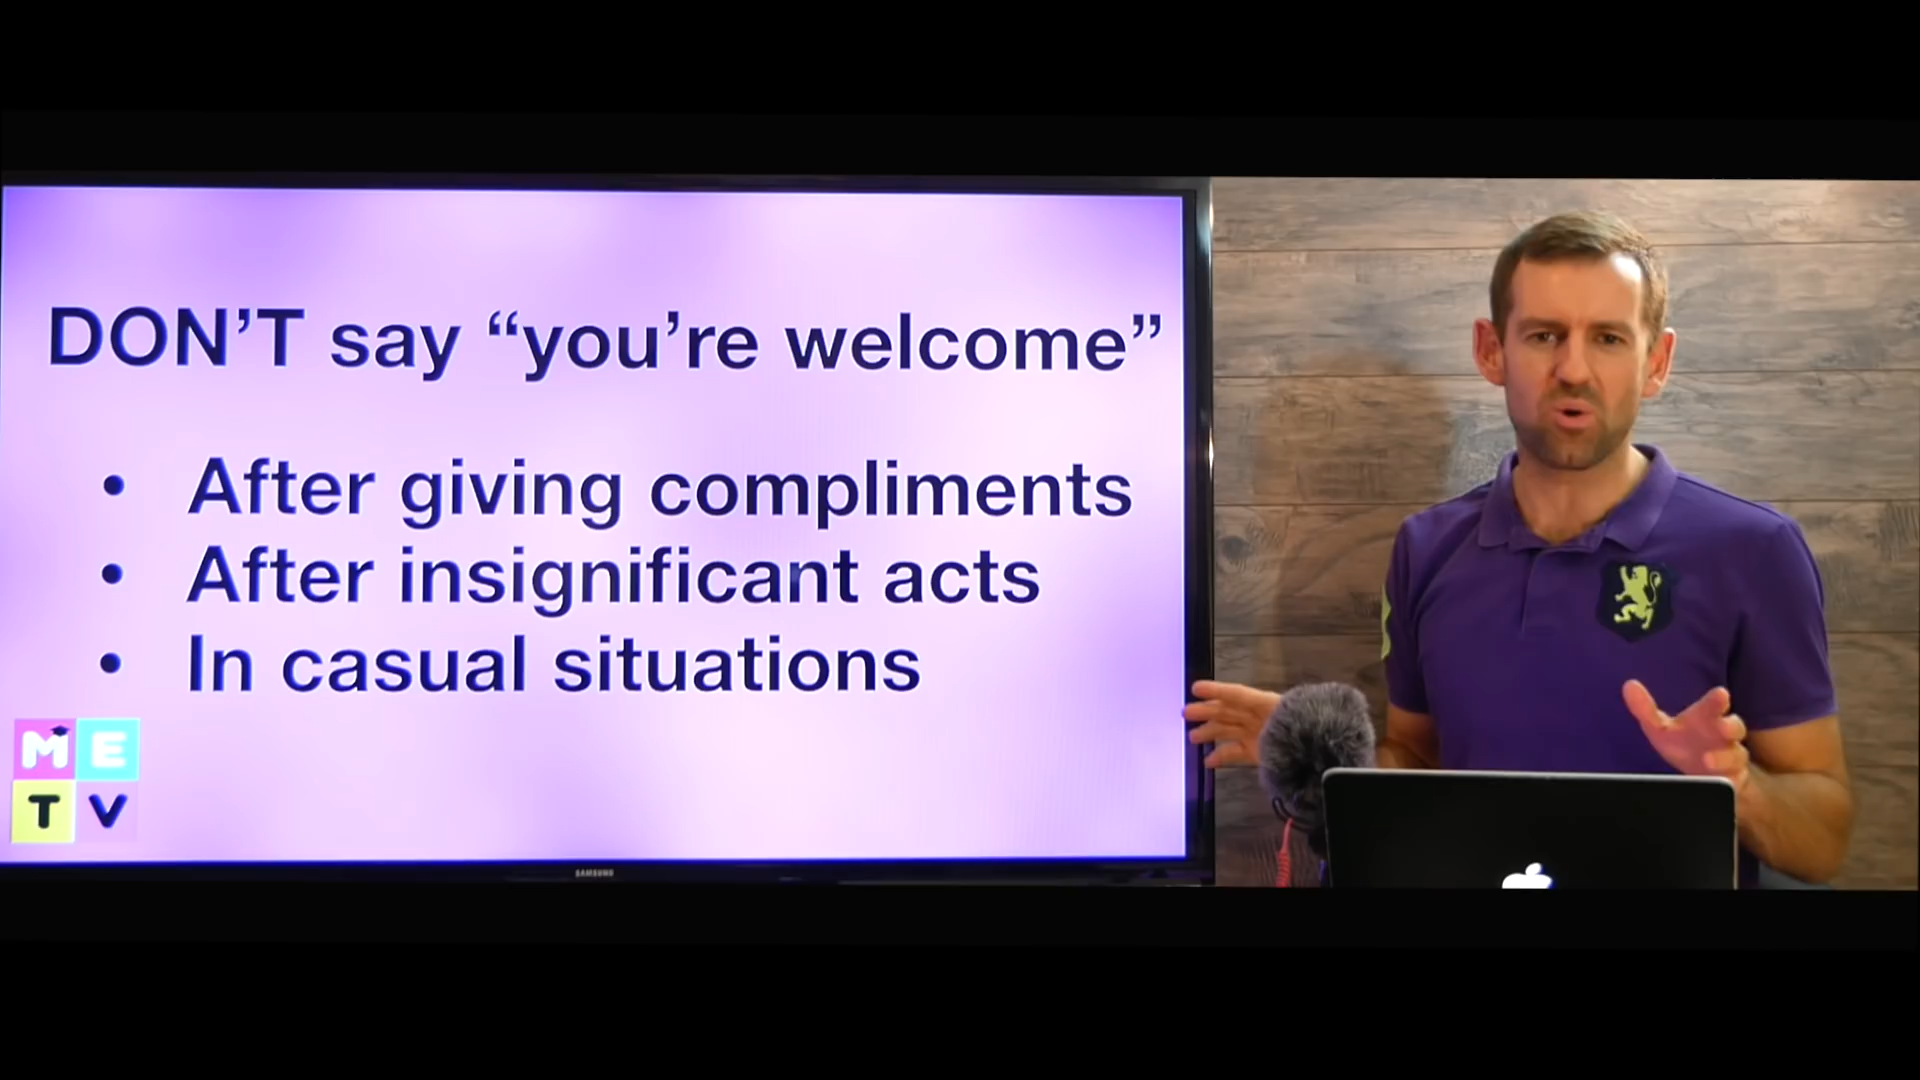 DON’T say “you’re welcome”
• After giving compliments
• After insignificant acts
• In casual situations
M E
T V
SAMSUNG